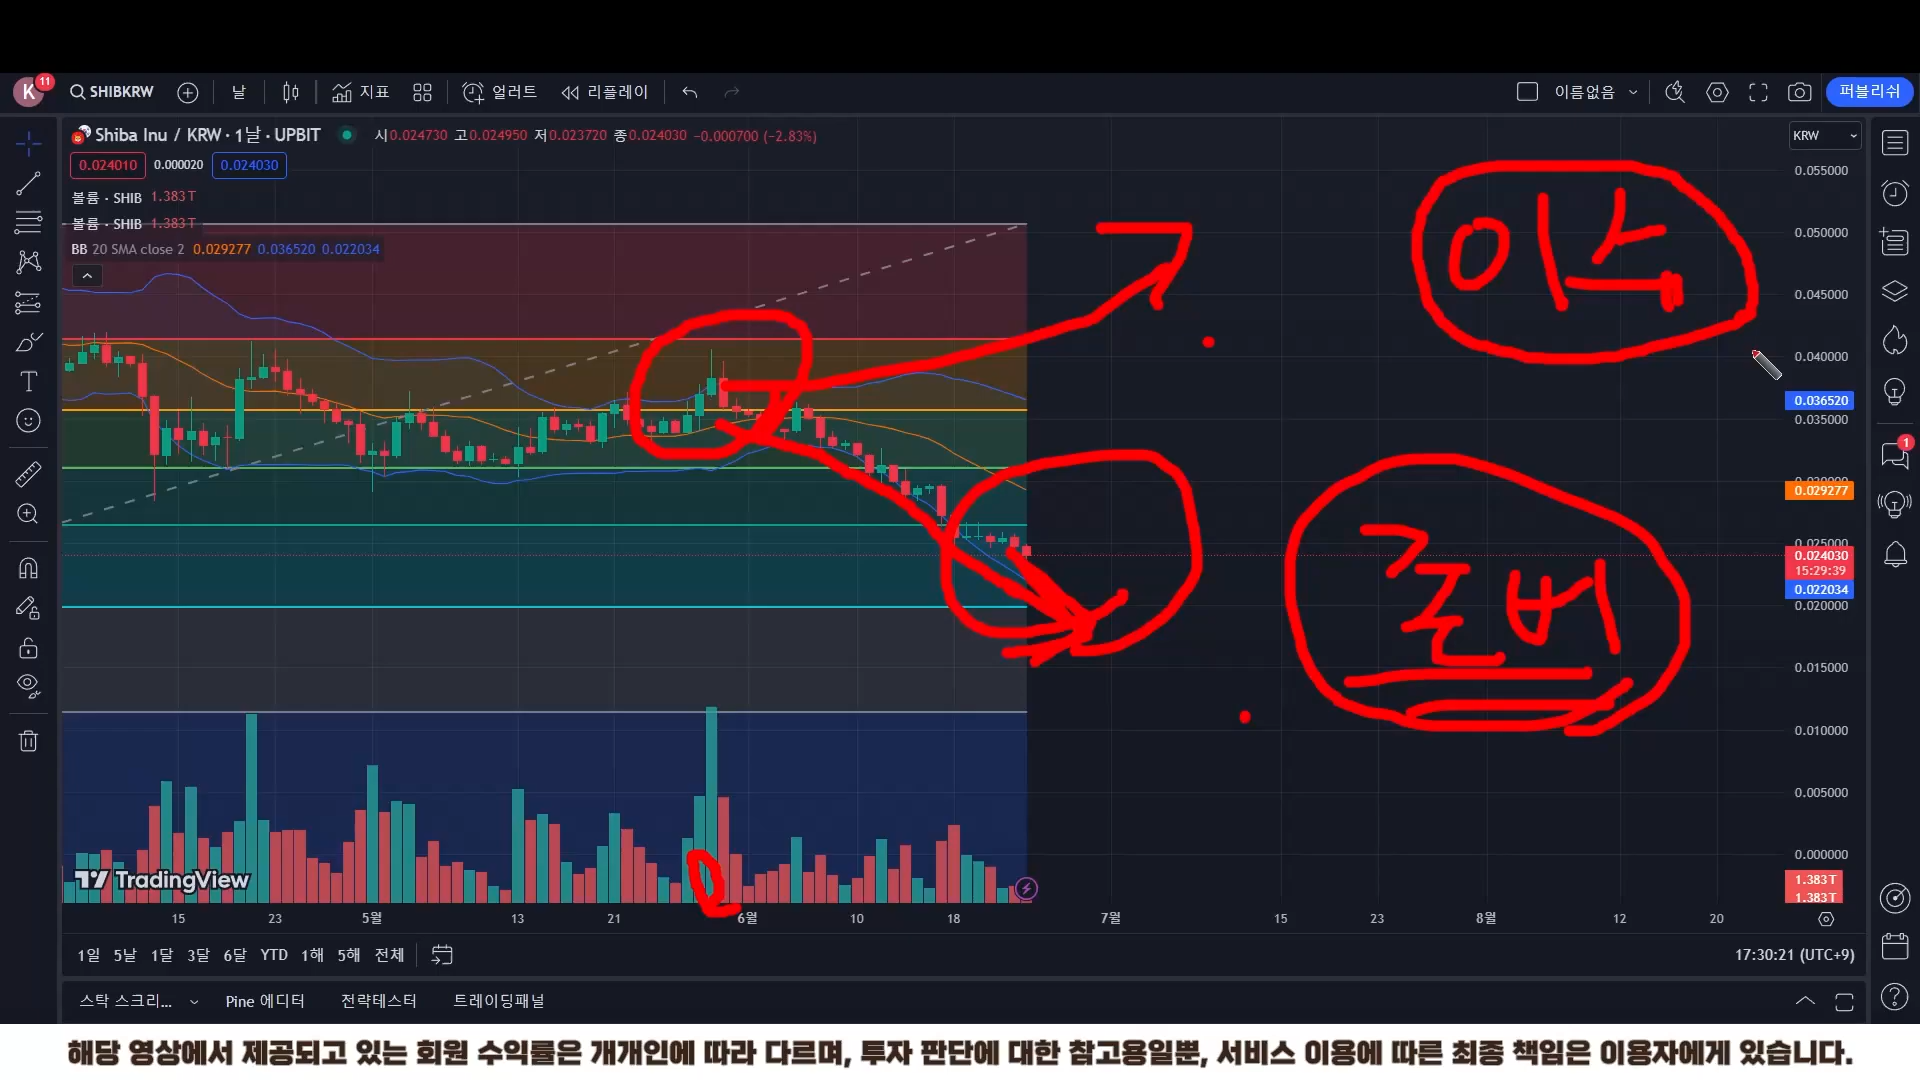 K 11 SHIBKRW 날 지표 얼러트 리플레이 이름없음 퍼블리쉬
Shiba Inu / KRW · 1날 · UPBIT 시0.024730 고0.024950 저0.023720 종0.024030 −0.000700 (−2.83%)
KRW
0.024010 0.000020 0.024030
볼륨 · SHIB 1.383T
볼륨 · SHIB 1.383T
BB 20 SMA close 2 0.029277 0.036520 0.022034
이슈
존버
0.055000
0.050000
0.045000
0.040000
0.036520
0.035000
0.029277
0.025000
0.024030
15:29:39
0.022034
0.020000
0.015000
0.010000
0.005000
0.000000
1.383T
1.383T
1
TradingView
15 23 5월 13 21 6월 10 18 7월 15 23 8월 12 20
1일 5날 1달 3달 6달 YTD 1해 5해 전체 17:30:21 (UTC+9)
스탁 스크리... Pine 에디터 전략테스터 트레이딩패널
해당 영상에서 제공되고 있는 회원 수익률은 개개인에 따라 다르며, 투자 판단에 대한 참고용일뿐, 서비스 이용에 따른 최종 책임은 이용자에게 있습니다.